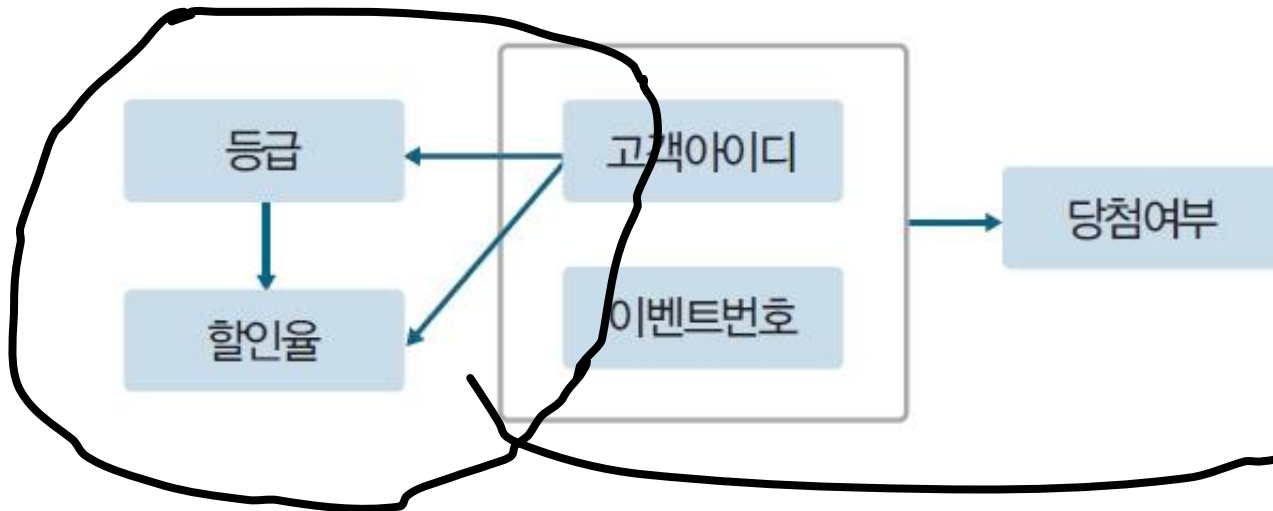 등급
고객아이디
당첨여부
할인율
이벤트번호